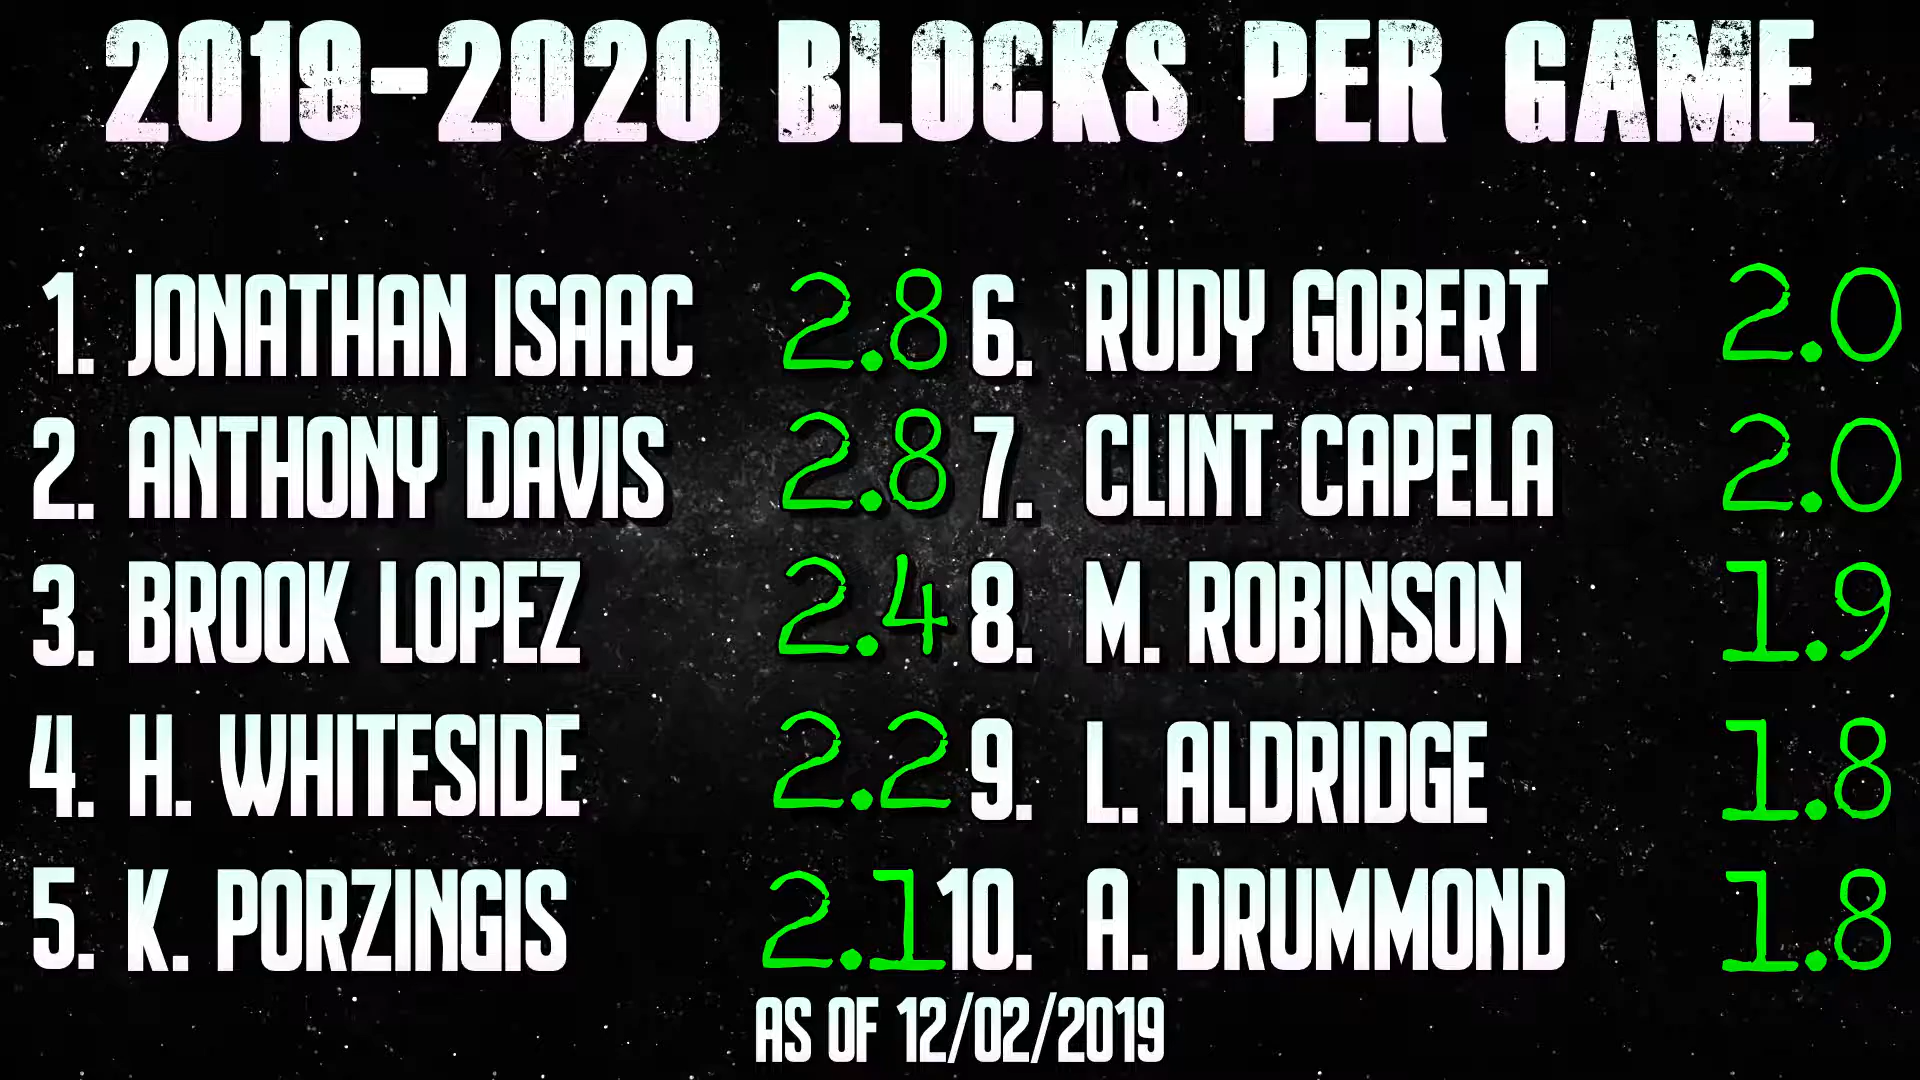 2019-2020 BLOCKS PER GAME
1. JONATHAN ISAAC 2.8
2. ANTHONY DAVIS 2.8
3. BROOK LOPEZ 2.4
4. H. WHITESIDE 2.2
5. K. PORZINGIS 2.1
6. RUDY GOBERT 2.0
7. CLINT CAPELA 2.0
8. M. ROBINSON 1.9
9. L. ALDRIDGE 1.8
10. A. DRUMMOND 1.8
AS OF 12/02/2019